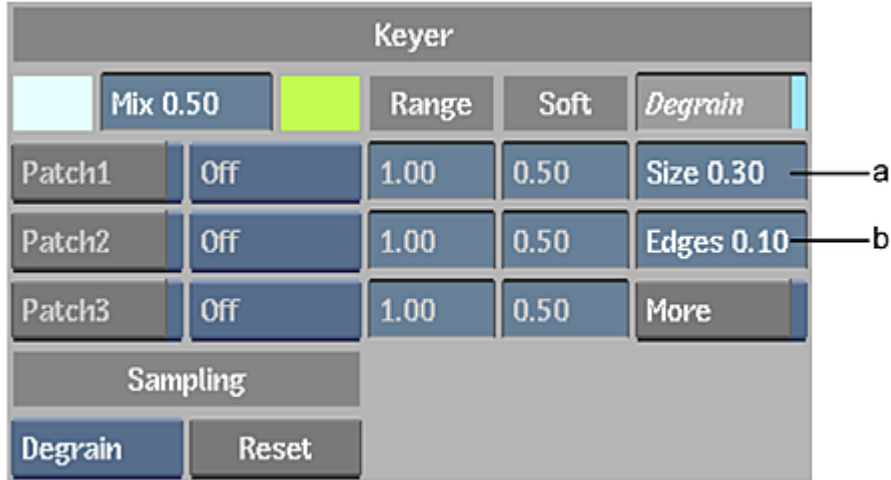 Keyer
Mix 0.50 Range Soft Degrain
Patch1 Off 1.00 0.50 Size 0.30 a
Patch2 Off 1.00 0.50 Edges 0.10 b
Patch3 Off 1.00 0.50 More
Sampling
Degrain Reset